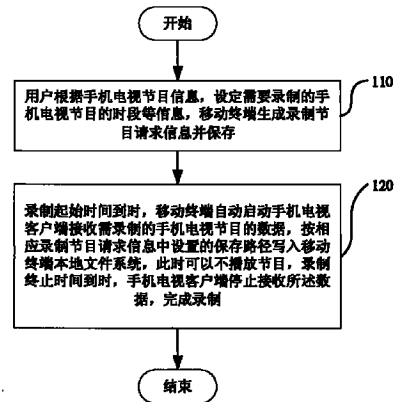 开始
用户根据手机电视节目信息，设定需要录制的手
机电视节目的时段等信息，移动终端生成录制节
目请求信息并保存
110
录制起始时间到时，移动终端自动启动手机电视
客户端接收需录制的手机电视节目的数据，按相
应录制节目请求信息中设置的保存路径写入移动
终端本地文件系统，此时可以不播放节目，录制
终止时间到时，手机电视客户端停止接收所述数
据，完成录制
120
结束